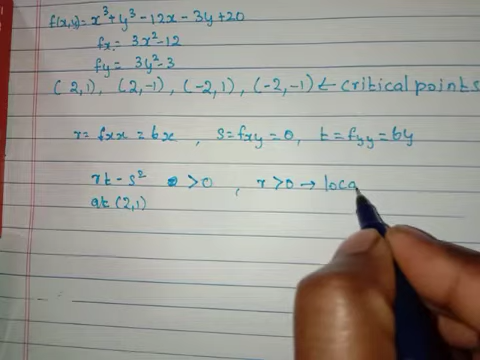 f(x,y) = x³+y³-12x-3y+20
fx = 3x²-12
fy = 3y²-3
(2,1), (2,-1), (-2,1), (-2,-1) ← critical points
r = fxx = 6x , s = fxy = 0, t = fyy = 6y
rt - s² > 0 , r > 0 → loca
at (2,1)